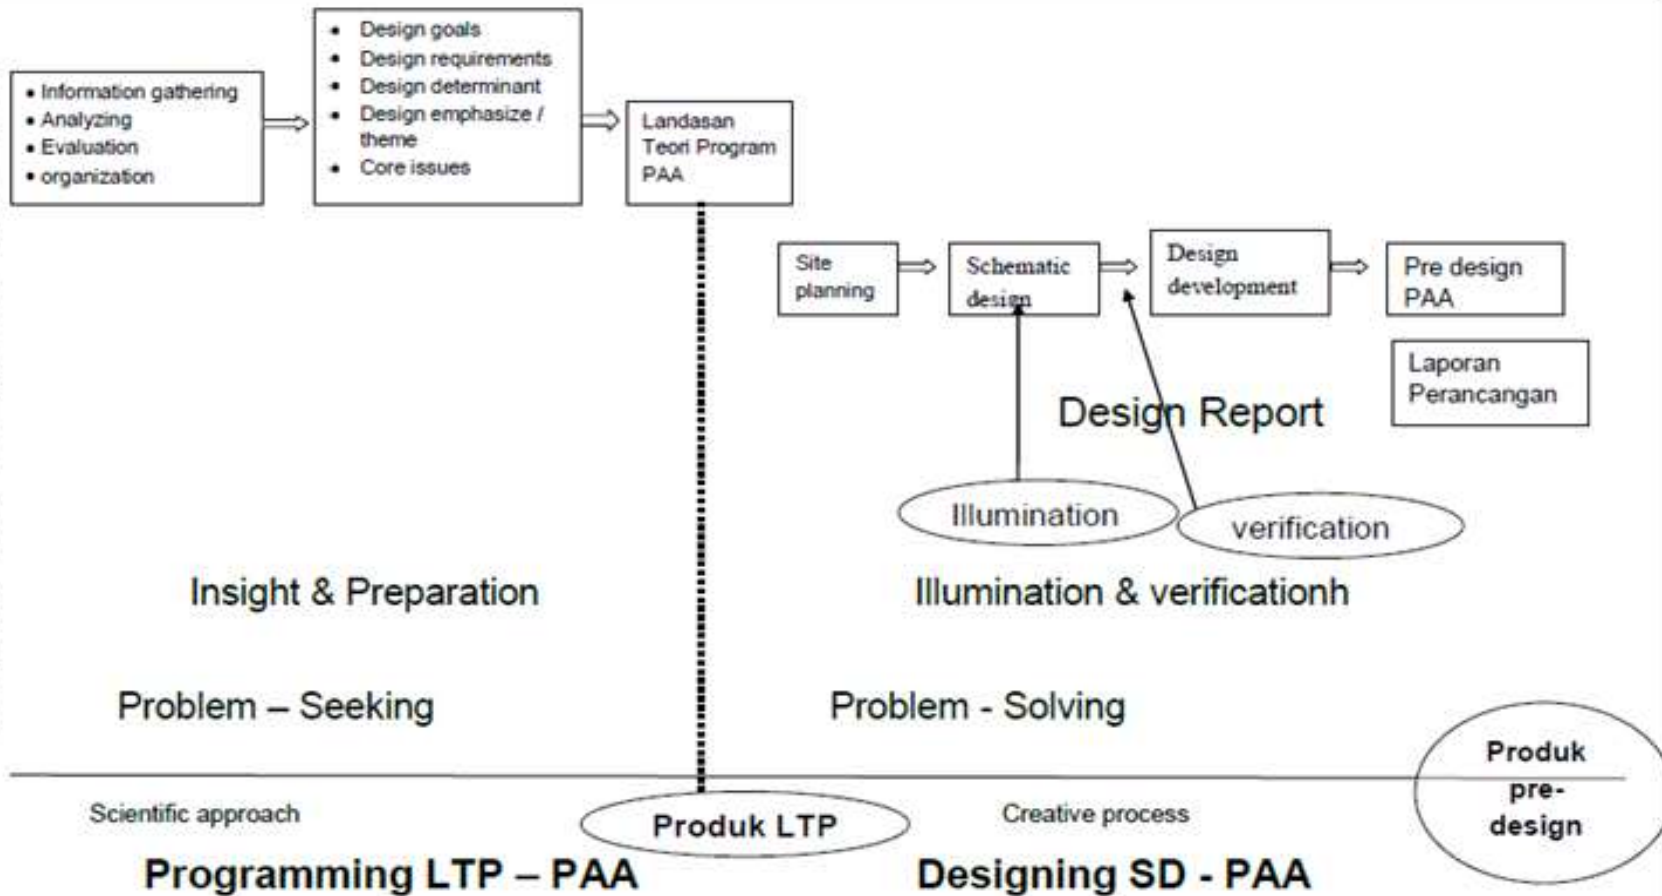 • Information gathering
• Analyzing
• Evaluation
• organization
• Design goals
• Design requirements
• Design determinant
• Design emphasize /
theme
• Core issues
Landasan
Teori Program
PAA
Site
planning
Schematic
design
Design
development
Pre design
PAA
Laporan
Perancangan
Design Report
Illumination
verification
Insight & Preparation
Illumination & verificationh
Problem – Seeking
Problem - Solving
Produk
pre-
design
Scientific approach
Produk LTP
Creative process
Programming LTP – PAA
Designing SD - PAA